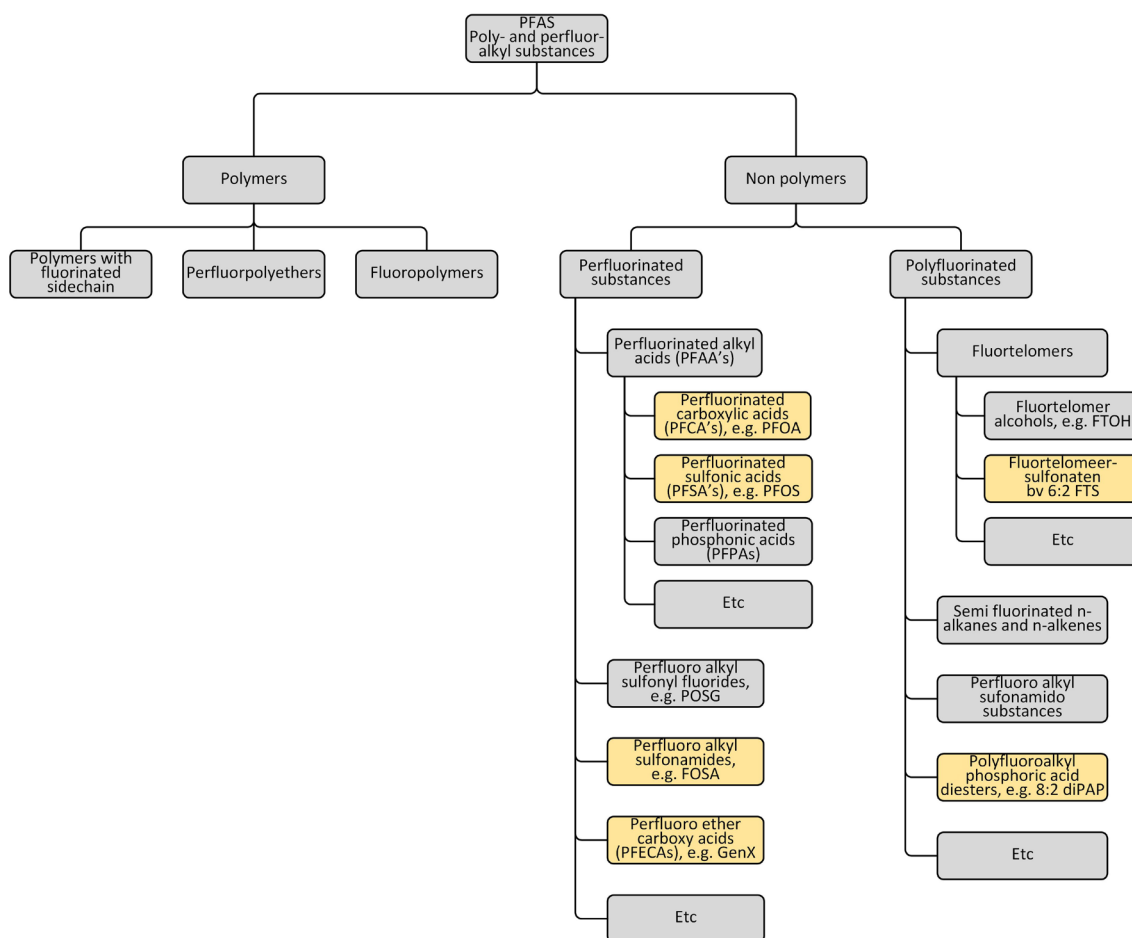 PFAS
Poly- and perfluor-
alkyl substances
Polymers
Non polymers
Polymers with
fluorinated
sidechain
Perfluorpolyethers
Fluoropolymers
Perfluorinated
substances
Polyfluorinated
substances
Perfluorinated alkyl
acids (PFAA’s)
Perfluorinated
carboxylic acids
(PFCA’s), e.g. PFOA
Perfluorinated
sulfonic acids
(PFSA’s), e.g. PFOS
Perfluorinated
phosphonic acids
(PFPAs)
Etc
Perfluoro alkyl
sulfonyl fluorides,
e.g. POSG
Perfluoro alkyl
sulfonamides,
e.g. FOSA
Perfluoro ether
carboxy acids
(PFECAs), e.g. GenX
Etc
Fluortelomers
Fluortelomer
alcohols, e.g. FTOH
Fluortelomeer-
sulfonaten
bv 6:2 FTS
Etc
Semi fluorinated n-
alkanes and n-alkenes
Perfluoro alkyl
sufonamido
substances
Polyfluoroalkyl
phosphoric acid
diesters, e.g. 8:2 diPAP
Etc